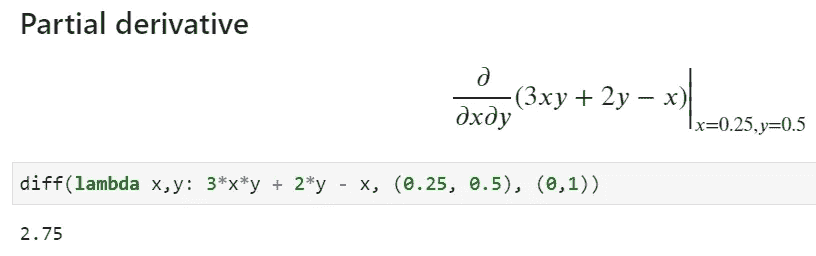 Partial derivative
∂
∂x∂y
(3xy + 2y − x)|x=0.25,y=0.5
diff(lambda x,y: 3*x*y + 2*y - x, (0.25, 0.5), (0,1))
2.75